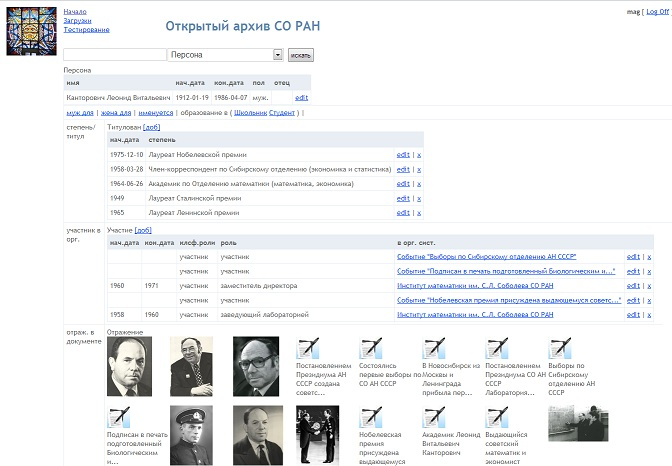 Начало
Загрузки
Тестирование
Открытый архив СО РАН
mag [ Log Off
Персона искать
Персона
имя нач.дата кон.дата пол отец
Канторович Леонид Витальевич 1912-01-19 1986-04-07 муж. edit
муж для | жена для | именуется | образование в ( Школьник Студент ) |
степень/титул
Титулован [доб]
нач.дата степень
1975-12-10 Лауреат Нобелевской премии edit | x
1958-03-28 Член-корреспондент по Сибирскому отделению (экономика и статистика) edit | x
1964-06-26 Академик по Отделению математики (математика, экономика) edit | x
1949 Лауреат Сталинской премии edit | x
1965 Лауреат Ленинской премии edit | x
участник в орг.
Участие [доб]
нач.дата кон.дата клсф.роли роль в орг. сист.
участник участник Событие "Выборы по Сибирскому отделению АН СССР" edit | x
участник участник Событие "Подписан в печать подготовленный Биологическим и..." edit | x
1960 1971 участник заместитель директора Институт математики им. С.Л. Соболева СО РАН edit | x
участник участник Событие "Нобелевская премия присуждена выдающемуся советс..." edit | x
1958 1960 участник заведующий лабораторией Институт математики им. С.Л. Соболева СО РАН edit | x
отраж. в документе
Отражение
Постановлением
Президиума АН
СССР создана
советс...
Состоялись
первые выборы по
СО АН СССР
В Новосибирск из
Москвы и
Ленинграда
прибыла пер...
Постановлением
Президиума СО АН
СССР
Лаборатория...
Выборы по
Сибирскому
отделению АН
СССР
Подписан в печать
подготовленный
Биологическим
и...
Нобелевская
премия
присуждена
выдающемуся
Академик Леонид
Витальевич
Канторович
Выдающийся
советский
математик и
экономист